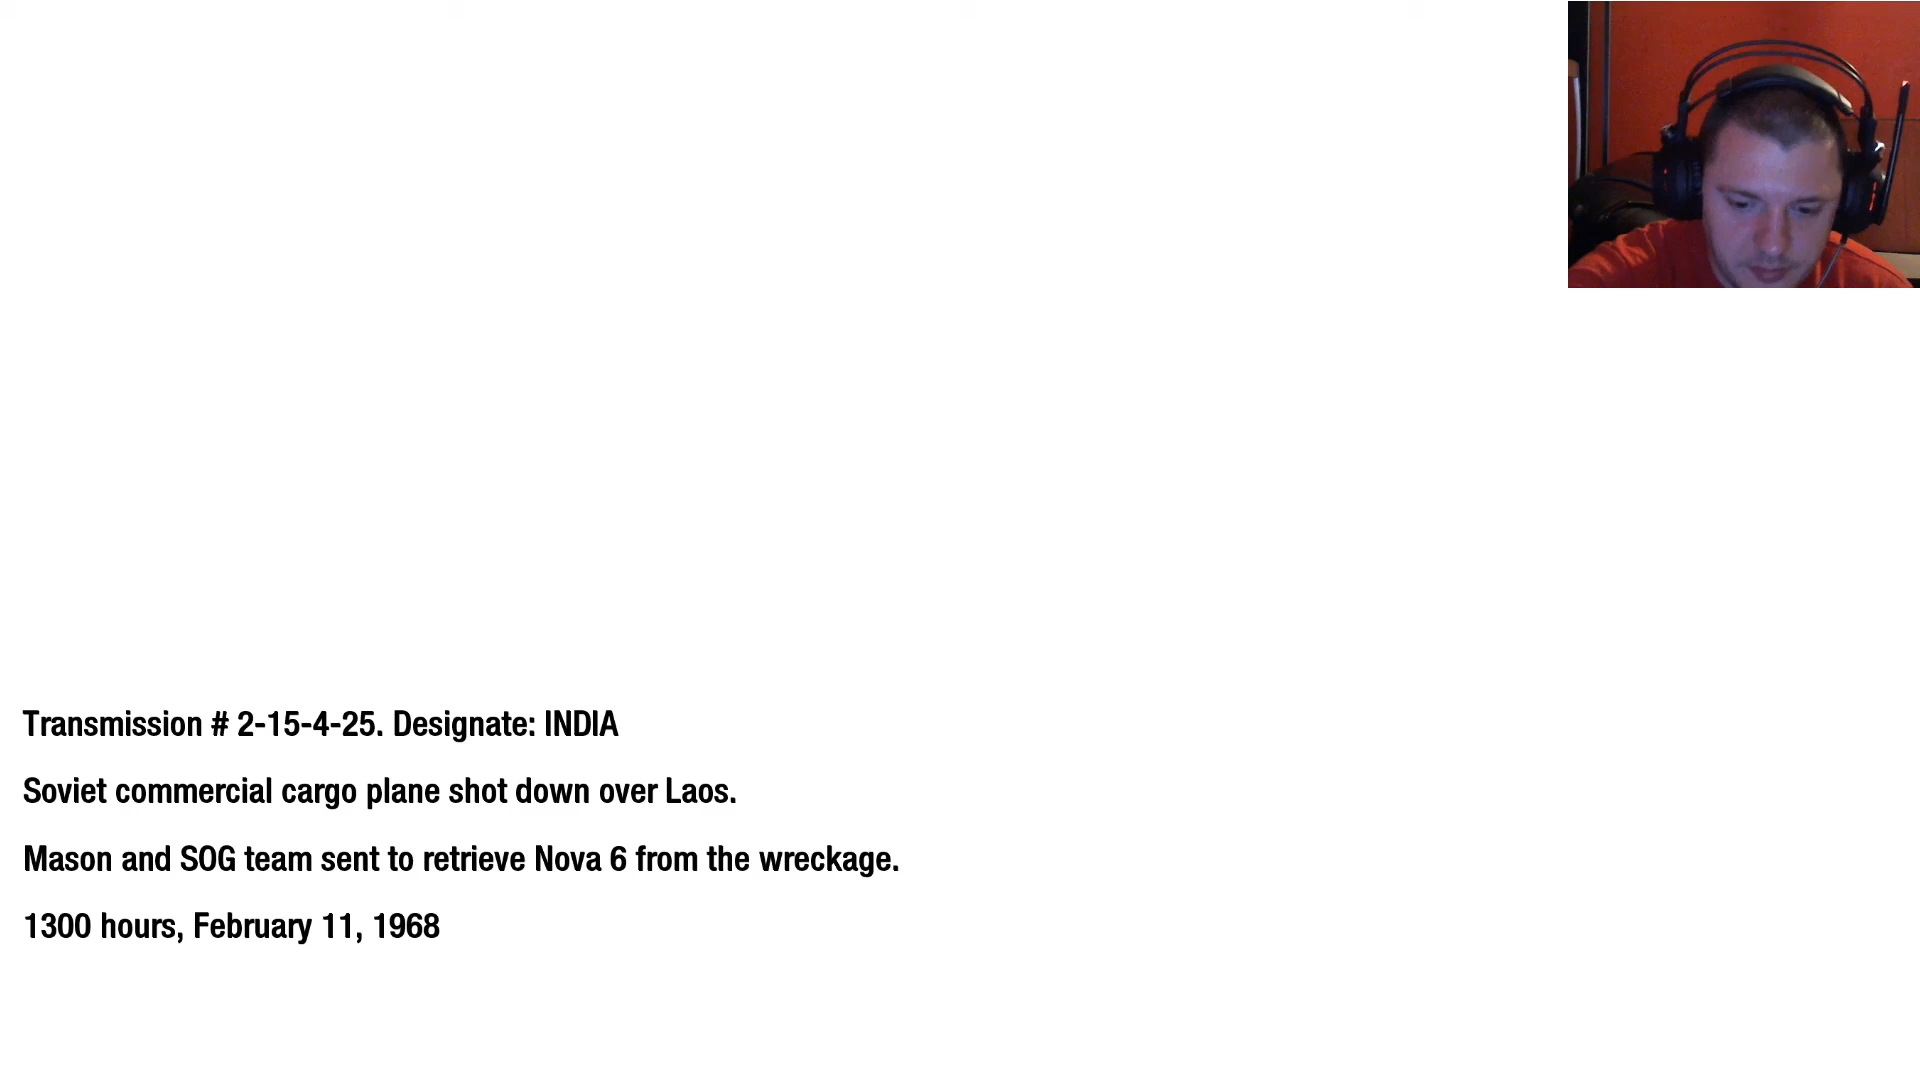 Transmission # 2-15-4-25. Designate: INDIA
Soviet commercial cargo plane shot down over Laos.
Mason and SOG team sent to retrieve Nova 6 from the wreckage.
1300 hours, February 11, 1968